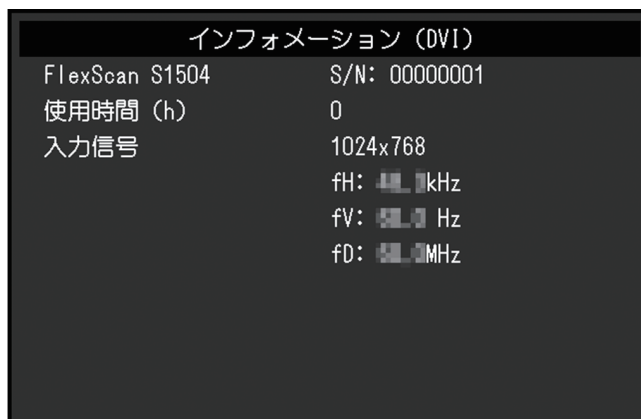 インフォメーション (DVI)
FlexScan S1504 S/N: 00000001
使用時間 (h) 0
入力信号 1024x768
fH: kHz
fV: Hz
fD: MHz